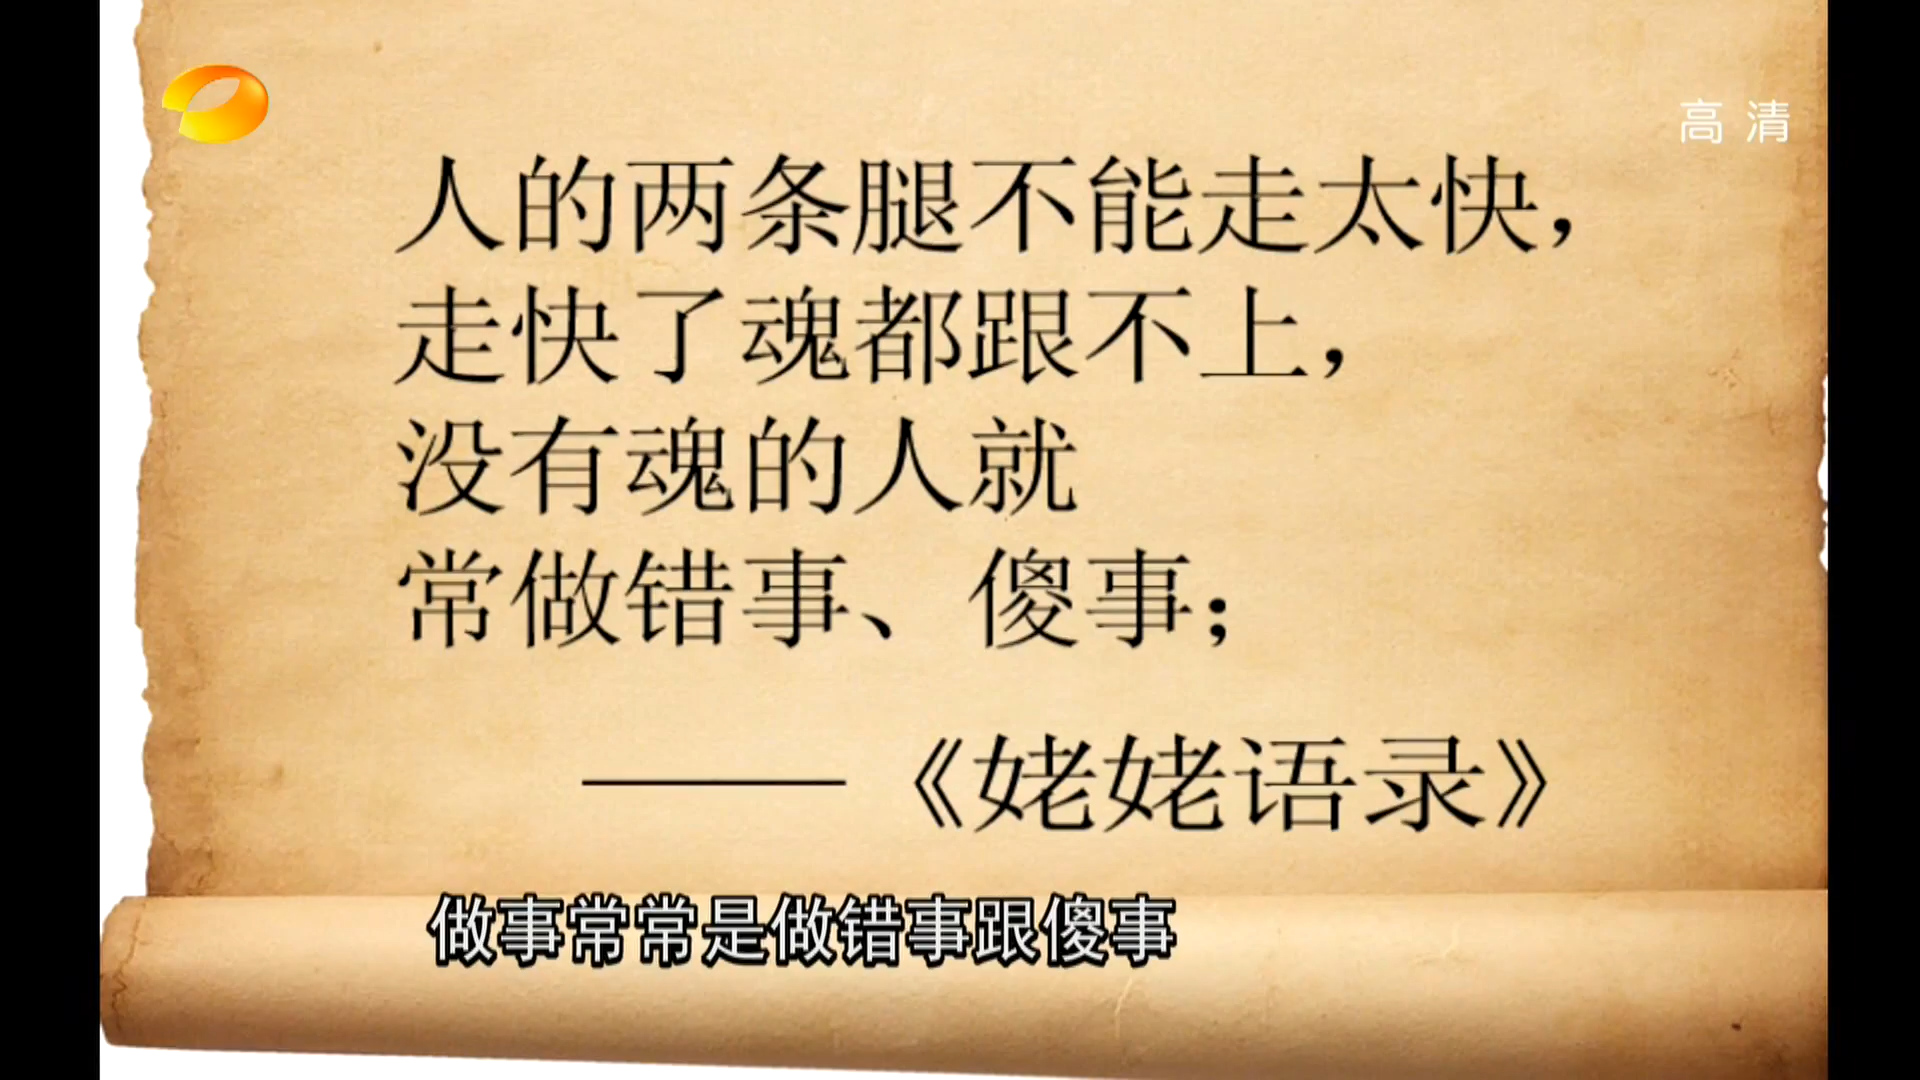 高清
人的两条腿不能走太快，
走快了魂都跟不上，
没有魂的人就
常做错事、傻事；
——《姥姥语录》
做事常常是做错事跟傻事